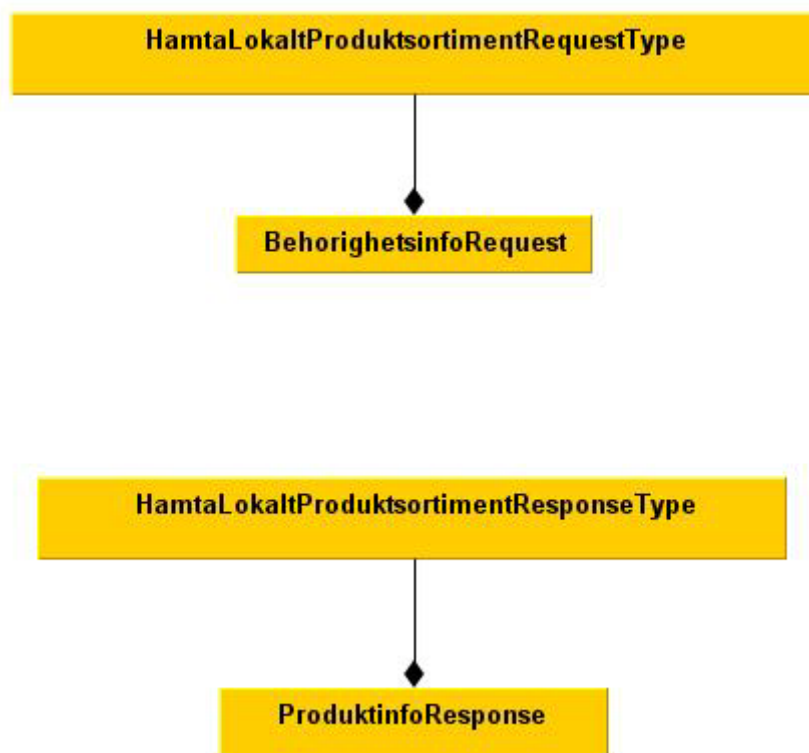 HamtaLokaltProduktsortimentRequestType
BehorighetsinfoRequest
HamtaLokaltProduktsortimentResponseType
ProduktinfoResponse